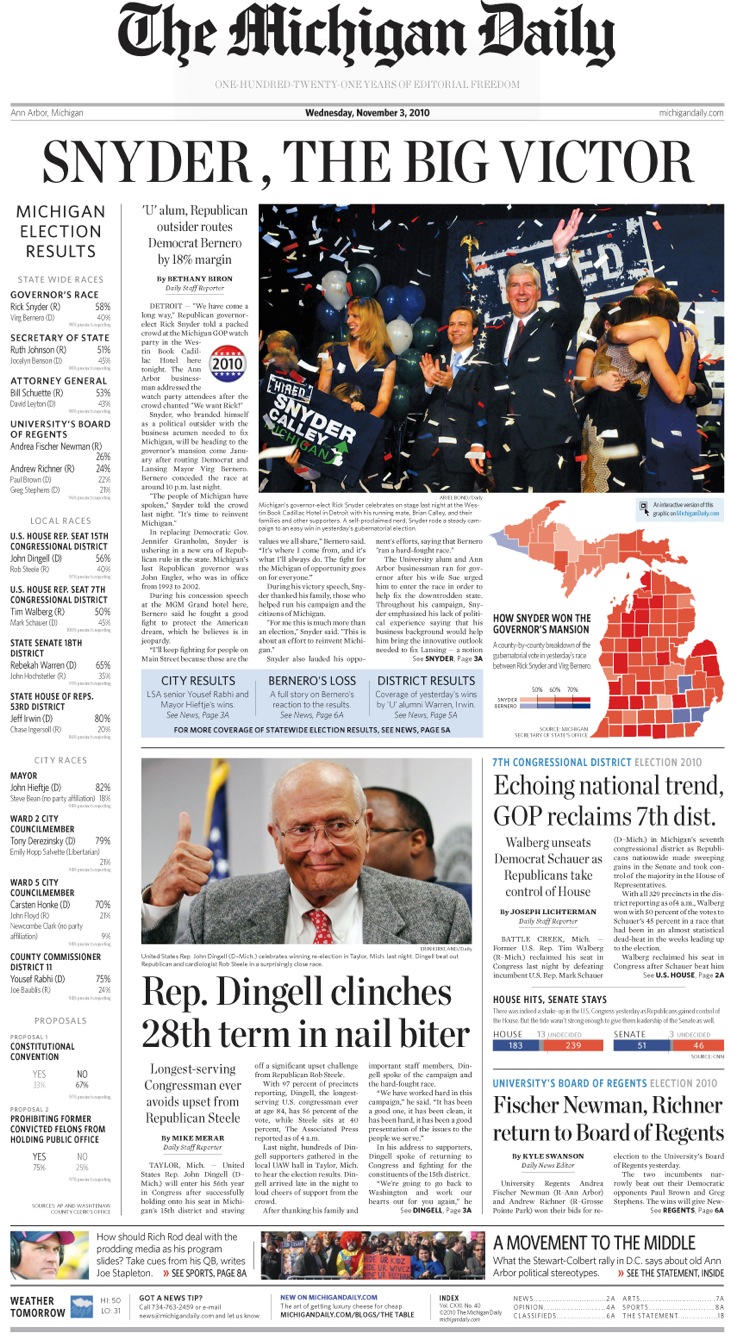 The Michigan Daily
ONE-HUNDRED-TWENTY-ONE YEARS OF EDITORIAL FREEDOM
Ann Arbor, Michigan
Wednesday, November 3, 2010
michigandaily.com
SNYDER, THE BIG VICTOR
MICHIGAN
ELECTION
RESULTS
STATE WIDE RACES
GOVERNOR'S RACE
Rick Snyder (R) 58%
Virg Bernero (D) 40%
SECRETARY OF STATE
Ruth Johnson (R) 51%
Jocelyn Benson (D) 45%
ATTORNEY GENERAL
Bill Schuette (R) 53%
David Leyton (D) 43%
UNIVERSITY'S BOARD
OF REGENTS
Andrea Fischer Newman (R)
26%
Andrew Richner (R) 24%
Paul Brown (D) 22%
Greg Stephens (D) 21%
LOCAL RACES
U.S. HOUSE REP. SEAT 15TH
CONGRESSIONAL DISTRICT
John Dingell (D) 56%
Rob Steele (R) 40%
U.S. HOUSE REP. SEAT 7TH
CONGRESSIONAL DISTRICT
Tim Walberg (R) 50%
Mark Schauer (D) 45%
STATE SENATE 18TH
DISTRICT
Rebekah Warren (D) 65%
John Hochstetler (R) 35%
STATE HOUSE OF REPS.
53RD DISTRICT
Jeff Irwin (D) 80%
Chase Ingersoll (R) 20%
CITY RACES
MAYOR
John Hieftje (D) 82%
Steve Bean (no party affiliation) 18%
WARD 2 CITY
COUNCILMEMBER
Tony Derezinsky (D) 79%
Emily Hopp Salvette (Libertarian)
21%
WARD 5 CITY
COUNCILMEMBER
Carsten Honke (D) 70%
John Floyd (R) 21%
Newcombe Clark (no party
affiliation) 9%
COUNTY COMMISSIONER
DISTRICT 11
Yousef Rabhi (D) 75%
Joe Baublis (R) 24%
PROPOSALS
PROPOSAL 1
CONSTITUTIONAL
CONVENTION
YES NO
33% 67%
PROPOSAL 2
PROHIBITING FORMER
CONVICTED FELONS FROM
HOLDING PUBLIC OFFICE
YES NO
75% 25%
SOURCES: AP AND WASHTENAW
COUNTY CLERK'S OFFICE
'U' alum, Republican
outsider routes
Democrat Bernero
by 18% margin
By BETHANY BIRON
Daily Staff Reporter
DETROIT — "We have come a
long way," Republican governor-
elect Rick Snyder told a packed
crowd at the Michigan GOP watch
party in the Wes-
tin Book Cadil-
lac Hotel here
tonight. The Ann
Arbor business-
man addressed the
watch party attendees after the
crowd chanted "We want Rick!"
2010
Snyder, who branded himself
as a political outsider with the
business acumen needed to fix
Michigan, will be heading to the
governor's mansion come Janu-
ary after routing Democrat and
Lansing Mayor Virg Bernero.
Bernero conceded the race at
around 10 p.m. last night.
"The people of Michigan have
spoken," Snyder told the crowd
last night. "It's time to reinvent
Michigan."
In replacing Democratic Gov.
Jennifer Granholm, Snyder is
ushering in a new era of Repub-
lican rule in the state. Michigan's
last Republican governor was
John Engler, who was in office
from 1993 to 2002.
During his concession speech
at the MGM Grand hotel here,
Bernero said he fought a good
fight to protect the American
dream, which he believes is in
jeopardy.
"I'll keep fighting for people on
Main Street because those are the
HIRED
HIRED
SNYDER
CALLEY
MICHIGAN
ARIEL BOND/Daily
Michigan's governor-elect Rick Snyder celebrates on stage last night at the Wes-
tin Book Cadillac Hotel in Detroit with his running mate, Brian Calley, and their
families and other supporters. A self-proclaimed nerd, Snyder rode a steady cam-
paign to an easy win in yesterday's gubernatorial election.
values we all share," Bernero said.
"It's where I come from, and it's
what I'll always do. The fight for
the Michigan of opportunity goes
on for everyone."
During his victory speech, Sny-
der thanked his family, those who
helped run his campaign and the
citizens of Michigan.
"For me this is much more than
an election," Snyder said. "This is
about an effort to reinvent Michi-
gan."
Snyder also lauded his oppo-
nent's efforts, saying that Bernero
"ran a hard-fought race."
The University alum and Ann
Arbor businessman ran for gover-
nor after his wife Sue urged
him to enter the race in order to
help fix the downtrodden state.
Throughout his campaign, Sny-
der emphasized his lack of politi-
cal experience saying that his
business background would help
him bring the innovative outlook
needed to fix Lansing — a notion
See SNYDER, Page 3A
An interactive version of this
graphic on MichiganDaily.com
HOW SNYDER WON THE
GOVERNOR'S MANSION
A county-by-county breakdown of the
gubernatorial vote in yesterday's race
between Rick Snyder and Virg Bernero.
50% 60% 70%
SNYDER
BERNERO
SOURCE: MICHIGAN
SECRETARY OF STATE'S OFFICE
CITY RESULTS
LSA senior Yousef Rabhi and
Mayor Hieftje's wins.
See News, Page 3A
BERNERO'S LOSS
A full story on Bernero's
reaction to the results.
See News, Page 6A
DISTRICT RESULTS
Coverage of yesterday's wins
by 'U' alumni Warren, Irwin.
See News, Page 5A
FOR MORE COVERAGE OF STATEWIDE ELECTION RESULTS, SEE NEWS, PAGE 5A
ERIN KIRKLAND/Daily
United States Rep. John Dingell (D-Mich.) celebrates winning re-election in Taylor, Mich. last night. Dingell beat out
Republican and cardiologist Rob Steele in a surprisingly close race.
Rep. Dingell clinches
28th term in nail biter
Longest-serving
Congressman ever
avoids upset from
Republican Steele
By MIKE MERAR
Daily Staff Reporter
TAYLOR, Mich. — United
States Rep. John Dingell (D–
Mich.) will enter his 56th year
in Congress after successfully
holding onto his seat in Michi-
gan's 15th district and staving
off a significant upset challenge
from Republican Rob Steele.
With 97 percent of precincts
reporting, Dingell, the longest-
serving U.S. congressman ever
at age 84, has 56 percent of the
vote, while Steele sits at 40
percent, The Associated Press
reported as of 4 a.m.
Last night, hundreds of Din-
gell supporters gathered in the
local UAW hall in Taylor, Mich.
to hear the election results. Din-
gell arrived late in the night to
loud cheers of support from the
crowd.
After thanking his family and
important staff members, Din-
gell spoke of the campaign and
the hard-fought race.
"We have worked hard in this
campaign," he said. "It has been
a good one, it has been clean, it
has been hard, it has been a good
presentation of the issues to the
people we serve."
In his address to supporters,
Dingell spoke of returning to
Congress and fighting for the
constituents of the 15th district.
"We're going to go back to
Washington and work our
hearts out for you again," he
See DINGELL, Page 3A
7TH CONGRESSIONAL DISTRICT ELECTION 2010
Echoing national trend,
GOP reclaims 7th dist.
Walberg unseats
Democrat Schauer as
Republicans take
control of House
By JOSEPH LICHTERMAN
Daily Staff Reporter
BATTLE CREEK, Mich. —
Former U.S. Rep. Tim Walberg
(R–Mich.) reclaimed his seat in
Congress last night by defeating
incumbent U.S. Rep. Mark Schauer
(D–Mich.) in Michigan's seventh
congressional district as Republi-
cans nationwide made sweeping
gains in the Senate and took con-
trol of the majority in the House of
Representatives.
With all 329 precincts in the dis-
trict reporting as of 4 a.m., Walberg
won with 50 percent of the votes to
Schauer's 45 percent in a race that
had been in an almost statistical
dead-heat in the weeks leading up
to the election.
Walberg reclaimed his seat in
Congress after Schauer beat him
See U.S. HOUSE, Page 2A
HOUSE HITS, SENATE STAYS
There was indeed a shake-up in the U.S. Congress yesterday as Republicans gained control of
the House. But the tide wasn't strong enough to give them leadership of the Senate as well.
HOUSE 13 UNDECIDED
183 239
SENATE 3 UNDECIDED
51 46
SOURCE: CNN
UNIVERSITY'S BOARD OF REGENTS ELECTION 2010
Fischer Newman, Richner
return to Board of Regents
By KYLE SWANSON
Daily News Editor
University Regents Andrea
Fischer Newman (R-Ann Arbor)
and Andrew Richner (R-Grosse
Pointe Park) won their bids for re-
election to the University's Board
of Regents yesterday.
The two incumbents nar-
rowly beat out their Democratic
opponents Paul Brown and Greg
Stephens. The wins will give New-
See REGENTS, Page 6A
How should Rich Rod deal with the
prodding media as his program
slides? Take cues from his QB, writes
Joe Stapleton. » SEE SPORTS, PAGE 8A
A MOVEMENT TO THE MIDDLE
What the Stewart-Colbert rally in D.C. says about old Ann
Arbor political stereotypes. » SEE THE STATEMENT, INSIDE
WEATHER
TOMORROW
HI: 50
LO: 31
GOT A NEWS TIP?
Call 734-763-2459 or e-mail
news@michigandaily.com and let us know.
NEW ON MICHIGANDAILY.COM
The art of getting luxury cheese for cheap
MICHIGANDAILY.COM/BLOGS/THE TABLE
INDEX
Vol. CXXI, No. 40
©2010 The Michigan Daily
michigandaily.com
NEWS 2A
OPINION 4A
CLASSIFIEDS 6A
ARTS 7A
SPORTS 8A
THE STATEMENT 1B